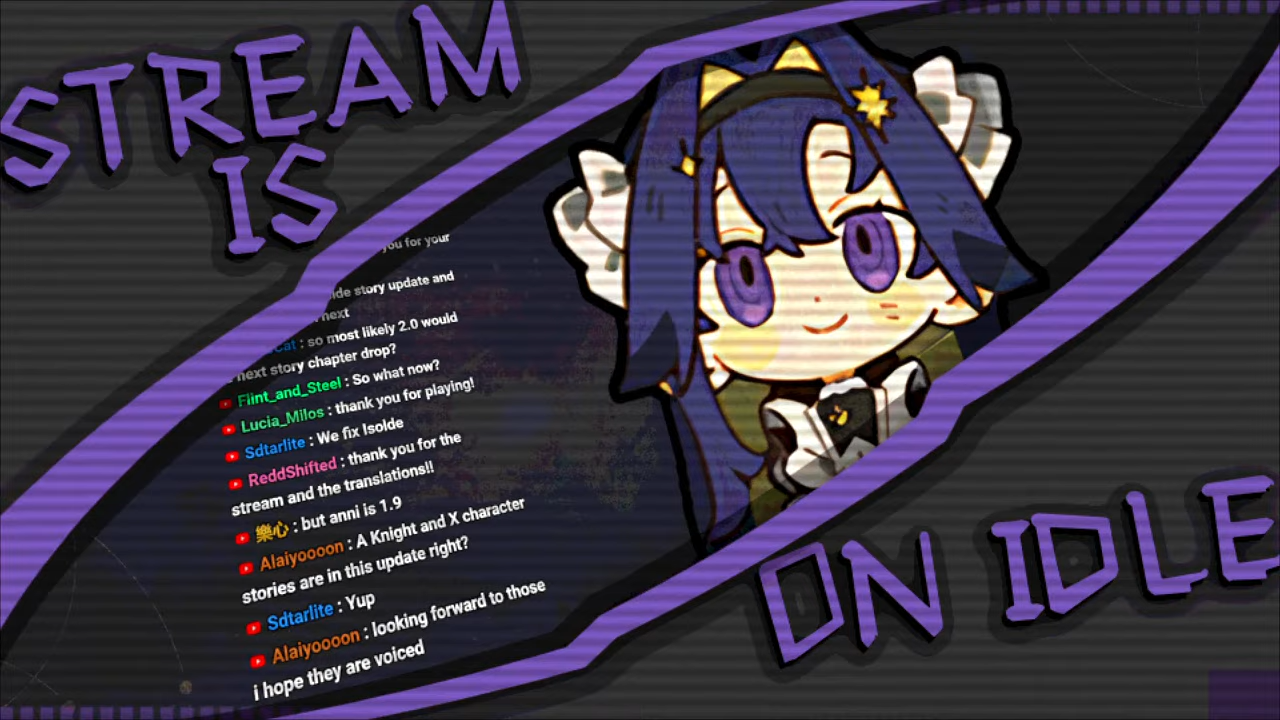 STREAM
IS
you for your
story update and
next
: so most likely 2.0 would
next story chapter drop?
Flint_and_Steel : So what now?
Lucia_Milos : thank you for playing!
Sdtarlite : We fix Isolde
ReddShifted : thank you for the
stream and the translations!!
樂心 : but anni is 1.9
Alaiyoooon : A Knight and X character
stories are in this update right?
Sdtarlite : Yup
Alaiyoooon : looking forward to those
i hope they are voiced
ON IDLE